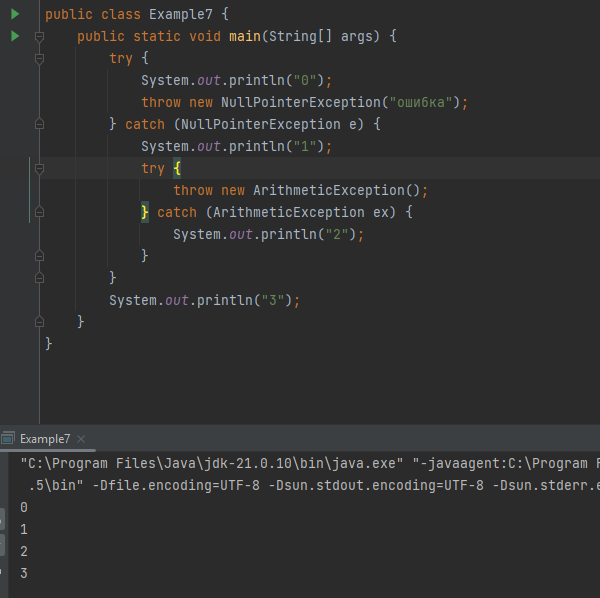 public class Example7 {
public static void main(String[] args) {
try {
System.out.println("0");
throw new NullPointerException("ошибка");
} catch (NullPointerException e) {
System.out.println("1");
try {
throw new ArithmeticException();
} catch (ArithmeticException ex) {
System.out.println("2");
}
}
System.out.println("3");
}
}
Example7
"C:\Program Files\Java\jdk-21.0.10\bin\java.exe" "-javaagent:C:\Program F
.5\bin" -Dfile.encoding=UTF-8 -Dsun.stdout.encoding=UTF-8 -Dsun.stderr.e
0
1
2
3